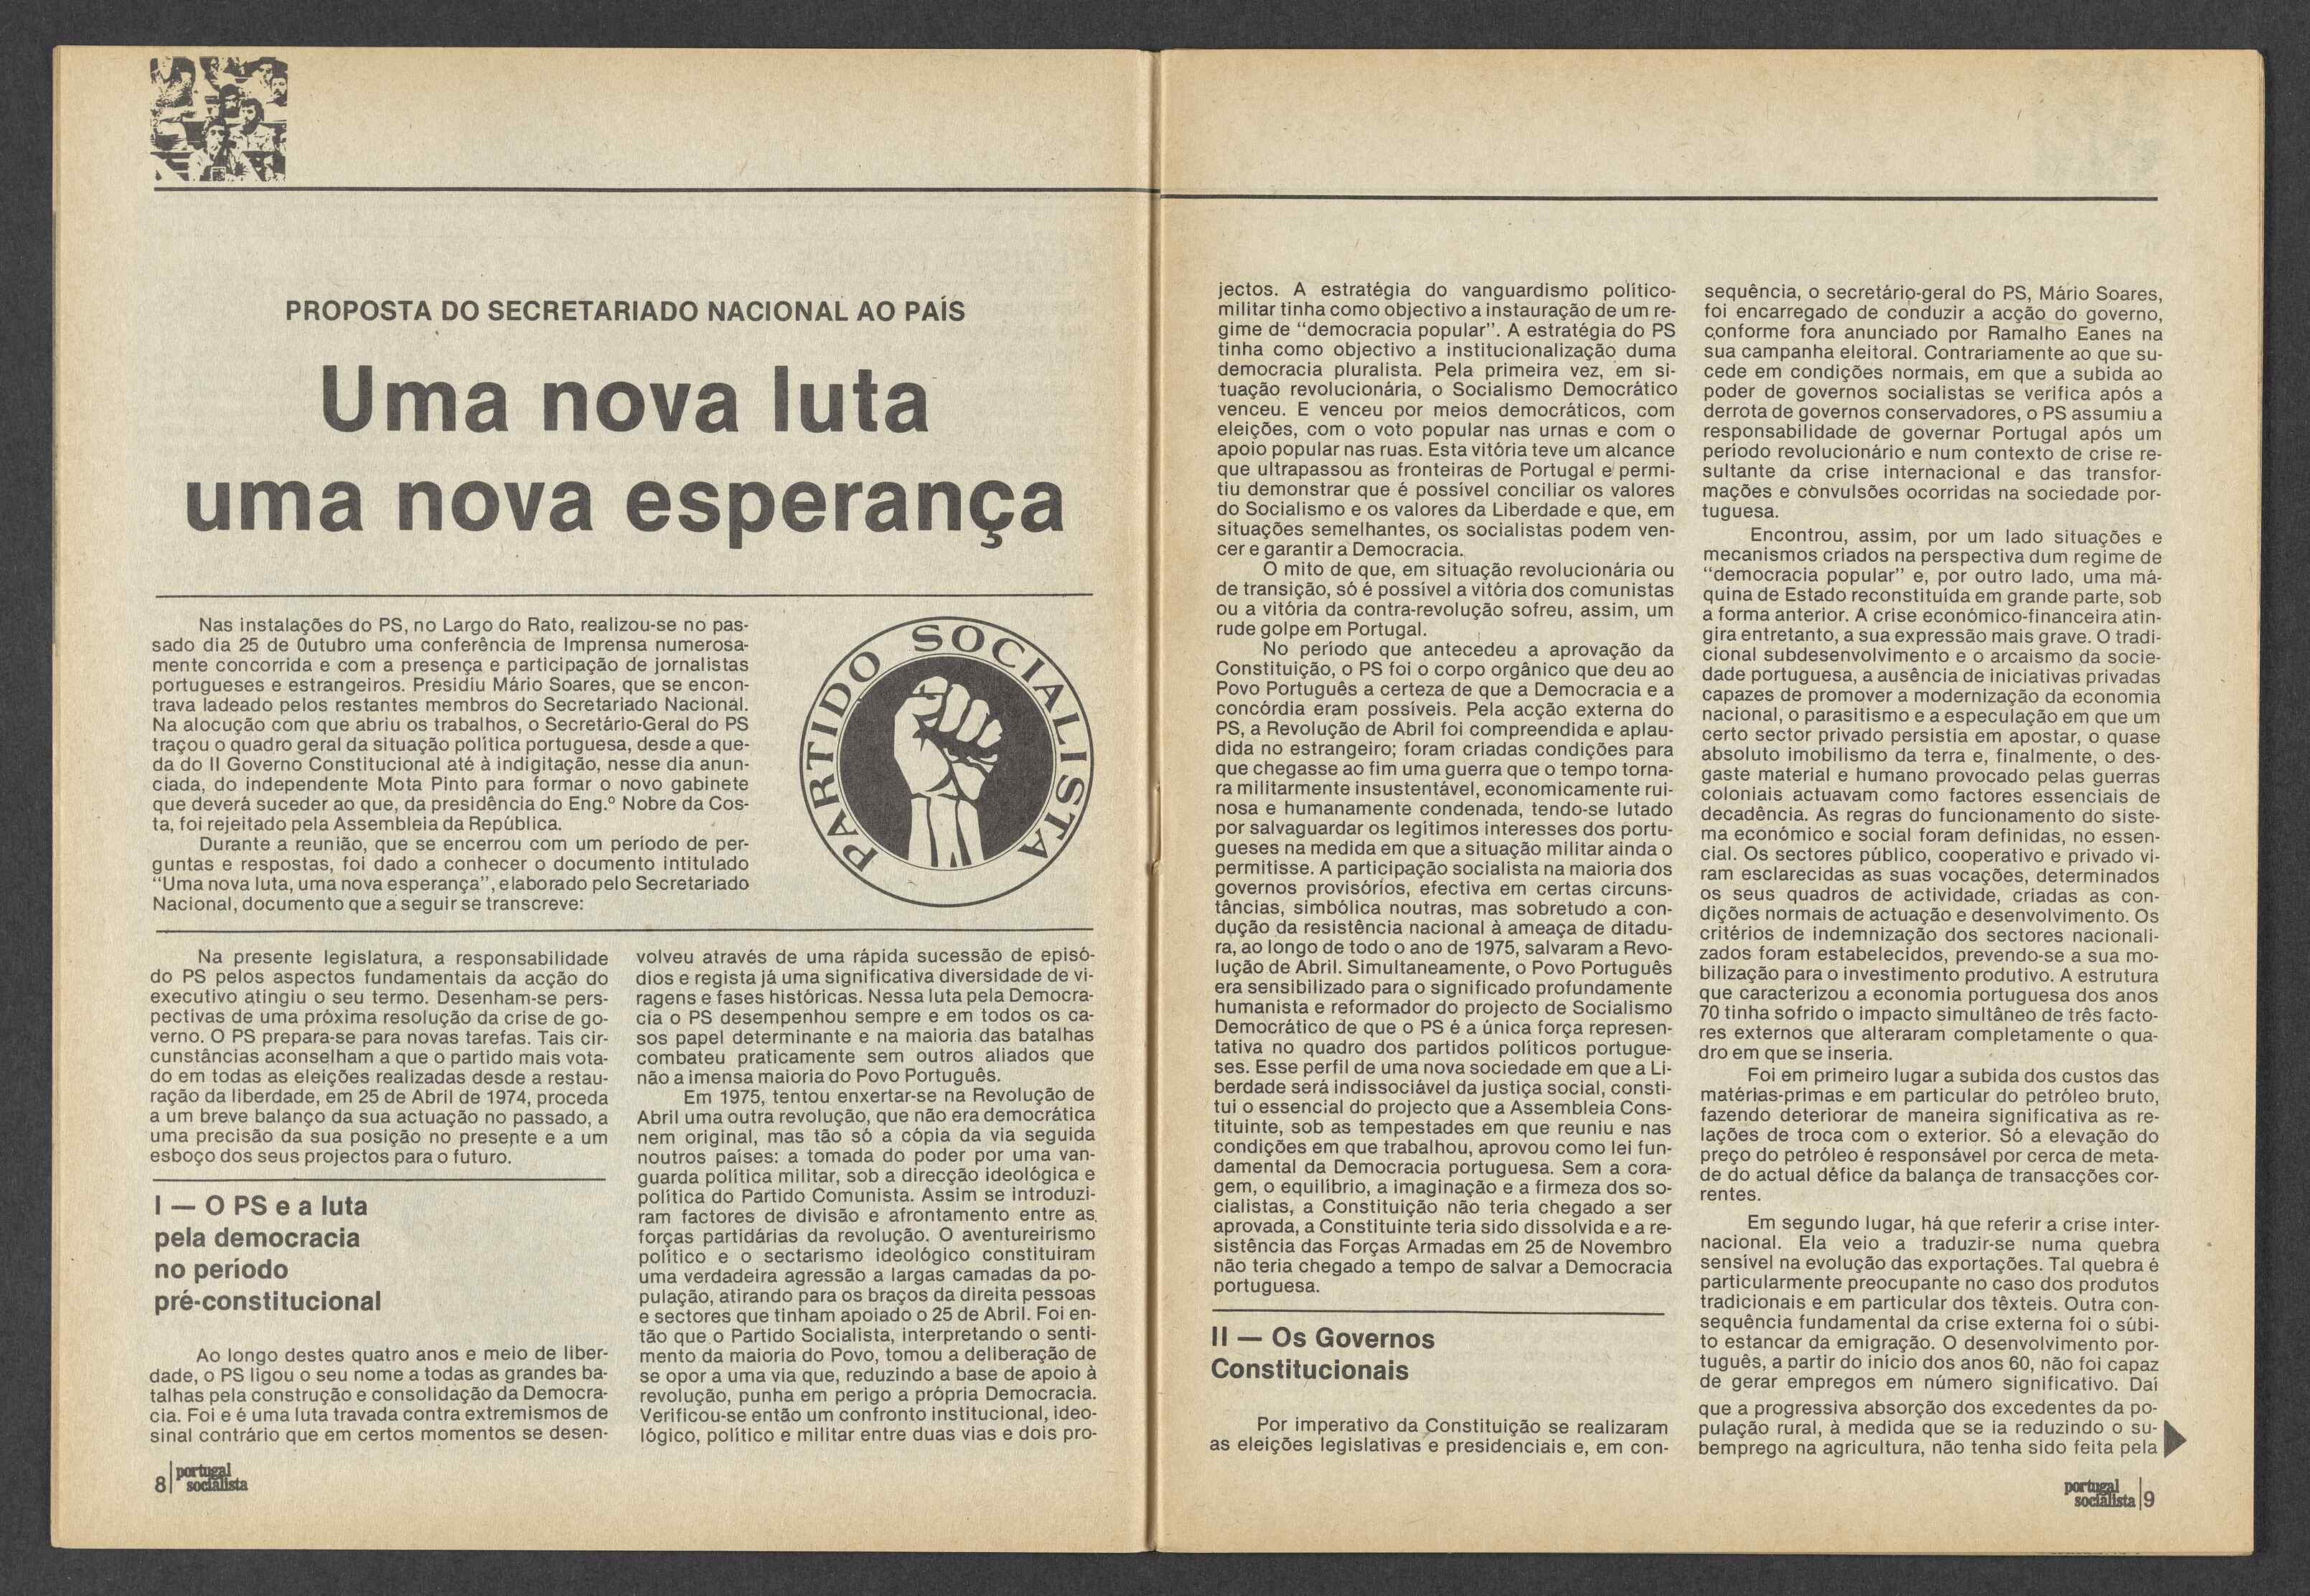 PROPOSTA DO SECRETARIADO NACIONAL AO PAÍS
Uma nova luta
uma nova esperança
Nas instalações do PS, no Largo do Rato, realizou-se no pas-
sado dia 25 de Outubro uma conferência de Imprensa numerosa-
mente concorrida e com a presença e participação de jornalistas
portugueses e estrangeiros. Presidiu Mário Soares, que se encon-
trava ladeado pelos restantes membros do Secretariado Nacional.
Na alocução com que abriu os trabalhos, o Secretário-Geral do PS
traçou o quadro geral da situação política portuguesa, desde a que-
da do II Governo Constitucional até à indigitação, nesse dia anun-
ciada, do independente Mota Pinto para formar o novo gabinete
que deverá suceder ao que, da presidência do Eng.º Nobre da Cos-
ta, foi rejeitado pela Assembleia da República.
Durante a reunião, que se encerrou com um período de per-
guntas e respostas, foi dado a conhecer o documento intitulado
“Uma nova luta, uma nova esperança”, elaborado pelo Secretariado
Nacional, documento que a seguir se transcreve:
PARTIDO SOCIALISTA
Na presente legislatura, a responsabilidade
do PS pelos aspectos fundamentais da acção do
executivo atingiu o seu termo. Desenham-se pers-
pectivas de uma próxima resolução da crise de go-
verno. O PS prepara-se para novas tarefas. Tais cir-
cunstâncias aconselham a que o partido mais vota-
do em todas as eleições realizadas desde a restau-
ração da liberdade, em 25 de Abril de 1974, proceda
a um breve balanço da sua actuação no passado, a
uma precisão da sua posição no presente e a um
esboço dos seus projectos para o futuro.
I — O PS e a luta
pela democracia
no período
pré-constitucional
Ao longo destes quatro anos e meio de liber-
dade, o PS ligou o seu nome a todas as grandes ba-
talhas pela construção e consolidação da Democra-
cia. Foi e é uma luta travada contra extremismos de
sinal contrário que em certos momentos se desen-
volveu através de uma rápida sucessão de episó-
dios e regista já uma significativa diversidade de vi-
ragens e fases históricas. Nessa luta pela Democra-
cia o PS desempenhou sempre e em todos os ca-
sos papel determinante e na maioria das batalhas
combateu praticamente sem outros aliados que
não a imensa maioria do Povo Português.
Em 1975, tentou enxertar-se na Revolução de
Abril uma outra revolução, que não era democrática
nem original, mas tão só a cópia da via seguida
noutros países: a tomada do poder por uma van-
guarda política militar, sob a direcção ideológica e
política do Partido Comunista. Assim se introduzi-
ram factores de divisão e afrontamento entre as
forças partidárias da revolução. O aventureirismo
político e o sectarismo ideológico constituiram
uma verdadeira agressão a largas camadas da po-
pulação, atirando para os braços da direita pessoas
e sectores que tinham apoiado o 25 de Abril. Foi en-
tão que o Partido Socialista, interpretando o senti-
mento da maioria do Povo, tomou a deliberação de
se opor a uma via que, reduzindo a base de apoio à
revolução, punha em perigo a própria Democracia.
Verificou-se então um confronto institucional, ideo-
lógico, político e militar entre duas vias e dois pro-
8 portugal
socialista
jectos. A estratégia do vanguardismo político-
militar tinha como objectivo a instauração de um re-
gime de “democracia popular”. A estratégia do PS
tinha como objectivo a institucionalização duma
democracia pluralista. Pela primeira vez, em si-
tuação revolucionária, o Socialismo Democrático
venceu. E venceu por meios democráticos, com
eleições, com o voto popular nas urnas e com o
apoio popular nas ruas. Esta vitória teve um alcance
que ultrapassou as fronteiras de Portugal e permi-
tiu demonstrar que é possível conciliar os valores
do Socialismo e os valores da Liberdade e que, em
situações semelhantes, os socialistas podem ven-
cer e garantir a Democracia.
O mito de que, em situação revolucionária ou
de transição, só é possível a vitória dos comunistas
ou a vitória da contra-revolução sofreu, assim, um
rude golpe em Portugal.
No período que antecedeu a aprovação da
Constituição, o PS foi o corpo orgânico que deu ao
Povo Português a certeza de que a Democracia e a
concórdia eram possíveis. Pela acção externa do
PS, a Revolução de Abril foi compreendida e aplau-
dida no estrangeiro; foram criadas condições para
que chegasse ao fim uma guerra que o tempo torna-
ra militarmente insustentável, economicamente rui-
nosa e humanamente condenada, tendo-se lutado
por salvaguardar os legítimos interesses dos portu-
gueses na medida em que a situação militar ainda o
permitisse. A participação socialista na maioria dos
governos provisórios, efectiva em certas circuns-
tâncias, simbólica noutras, mas sobretudo a con-
dução da resistência nacional à ameaça de ditadu-
ra, ao longo de todo o ano de 1975, salvaram a Revo-
lução de Abril. Simultaneamente, o Povo Português
era sensibilizado para o significado profundamente
humanista e reformador do projecto de Socialismo
Democrático de que o PS é a única força represen-
tativa no quadro dos partidos políticos portugue-
ses. Esse perfil de uma nova sociedade em que a Li-
berdade será indissociável da justiça social, consti-
tui o essencial do projecto que a Assembleia Cons-
tituinte, sob as tempestades em que reuniu e nas
condições em que trabalhou, aprovou como lei fun-
damental da Democracia portuguesa. Sem a cora-
gem, o equilíbrio, a imaginação e a firmeza dos so-
cialistas, a Constituição não teria chegado a ser
aprovada, a Constituinte teria sido dissolvida e a re-
sistência das Forças Armadas em 25 de Novembro
não teria chegado a tempo de salvar a Democracia
portuguesa.
II — Os Governos
Constitucionais
Por imperativo da Constituição se realizaram
as eleições legislativas e presidenciais e, em con-
sequência, o secretário-geral do PS, Mário Soares,
foi encarregado de conduzir a acção do governo,
conforme fora anunciado por Ramalho Eanes na
sua campanha eleitoral. Contrariamente ao que su-
cede em condições normais, em que a subida ao
poder de governos socialistas se verifica após a
derrota de governos conservadores, o PS assumiu a
responsabilidade de governar Portugal após um
período revolucionário e num contexto de crise re-
sultante da crise internacional e das transfor-
mações e convulsões ocorridas na sociedade por-
tuguesa.
Encontrou, assim, por um lado situações e
mecanismos criados na perspectiva dum regime de
“democracia popular” e, por outro lado, uma má-
quina de Estado reconstituída em grande parte, sob
a forma anterior. A crise económico-financeira atin-
gira entretanto, a sua expressão mais grave. O tradi-
cional subdesenvolvimento e o arcaismo da socie-
dade portuguesa, a ausência de iniciativas privadas
capazes de promover a modernização da economia
nacional, o parasitismo e a especulação em que um
certo sector privado persistia em apostar, o quase
absoluto imobilismo da terra e, finalmente, o des-
gaste material e humano provocado pelas guerras
coloniais actuavam como factores essenciais de
decadência. As regras do funcionamento do siste-
ma económico e social foram definidas, no essen-
cial. Os sectores público, cooperativo e privado vi-
ram esclarecidas as suas vocações, determinados
os seus quadros de actividade, criadas as con-
dições normais de actuação e desenvolvimento. Os
critérios de indemnização dos sectores nacionali-
zados foram estabelecidos, prevendo-se a sua mo-
bilização para o investimento produtivo. A estrutura
que caracterizou a economia portuguesa dos anos
70 tinha sofrido o impacto simultâneo de três facto-
res externos que alteraram completamente o qua-
dro em que se inseria.
Foi em primeiro lugar a subida dos custos das
matérias-primas e em particular do petróleo bruto,
fazendo deteriorar de maneira significativa as re-
lações de troca com o exterior. Só a elevação do
preço do petróleo é responsável por cerca de meta-
de do actual défice da balança de transacções cor-
rentes.
Em segundo lugar, há que referir a crise inter-
nacional. Ela veio a traduzir-se numa quebra
sensível na evolução das exportações. Tal quebra é
particularmente preocupante no caso dos produtos
tradicionais e em particular dos têxteis. Outra con-
sequência fundamental da crise externa foi o súbi-
to estancar da emigração. O desenvolvimento por-
tuguês, a partir do início dos anos 60, não foi capaz
de gerar empregos em número significativo. Daí
que a progressiva absorção dos excedentes da po-
pulação rural, à medida que se ia reduzindo o su-
bemprego na agricultura, não tenha sido feita pela
portugal
socialista 9